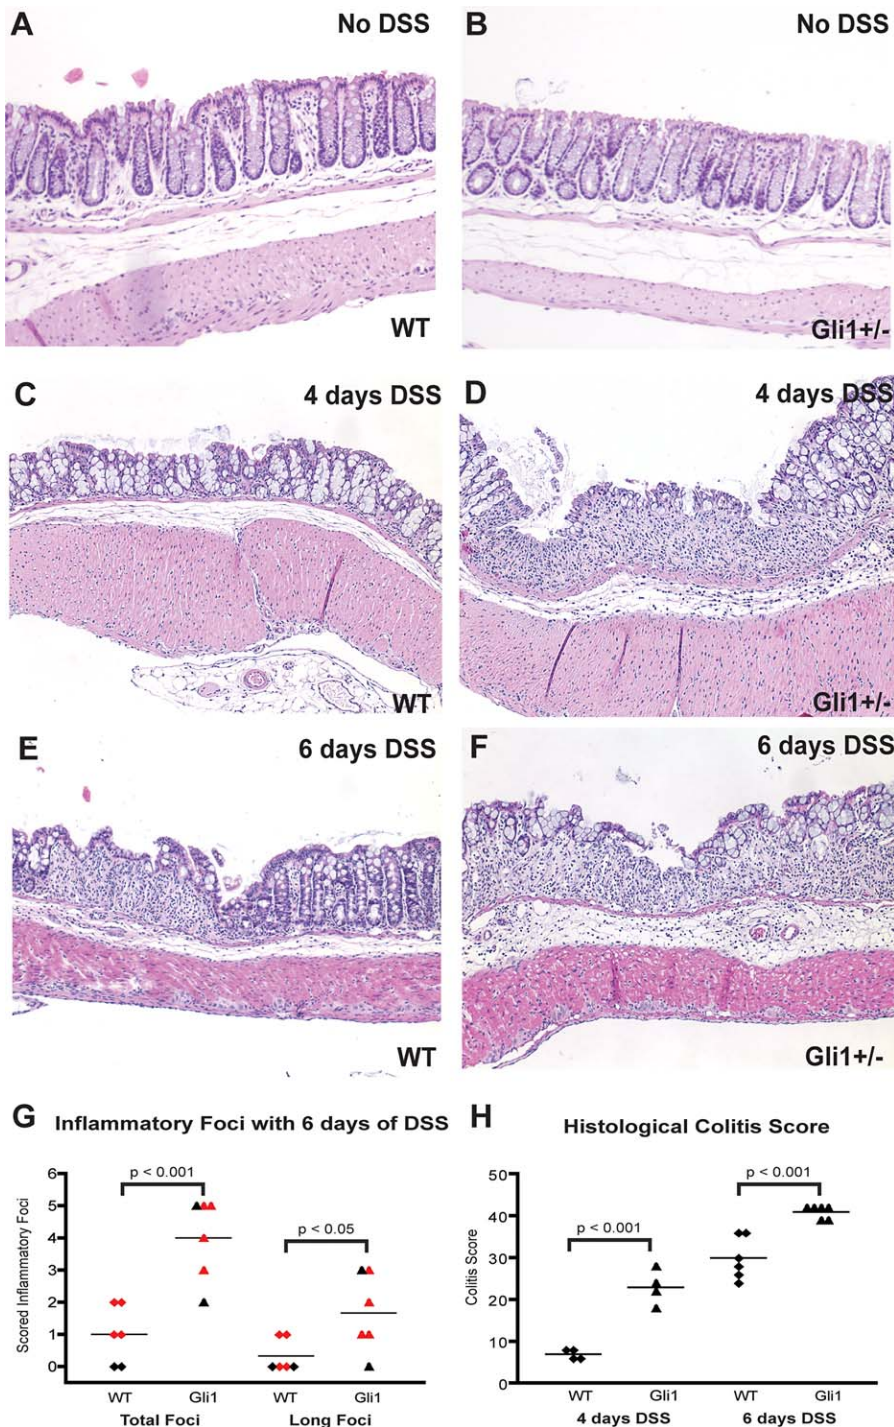 A No DSS
WT
B No DSS
Gli1+/-
C 4 days DSS
WT
D 4 days DSS
Gli1+/-
E 6 days DSS
WT
F 6 days DSS
Gli1+/-
G Inflammatory Foci with 6 days of DSS
Scored Inflammatory Foci
6
5
4
3
2
1
0
p < 0.001
p < 0.05
WT Gli1 WT Gli1
Total Foci Long Foci
H Histological Colitis Score
Colitis Score
50
40
30
20
10
0
p < 0.001
p < 0.001
WT Gli1 WT Gli1
4 days DSS 6 days DSS